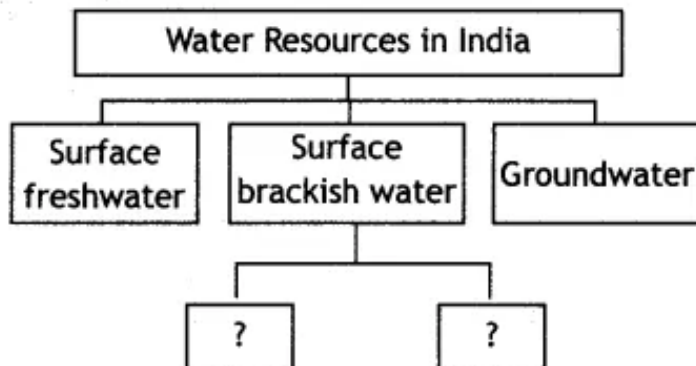 Water Resources in India
Surface
freshwater
Surface
brackish water
Groundwater
?
?